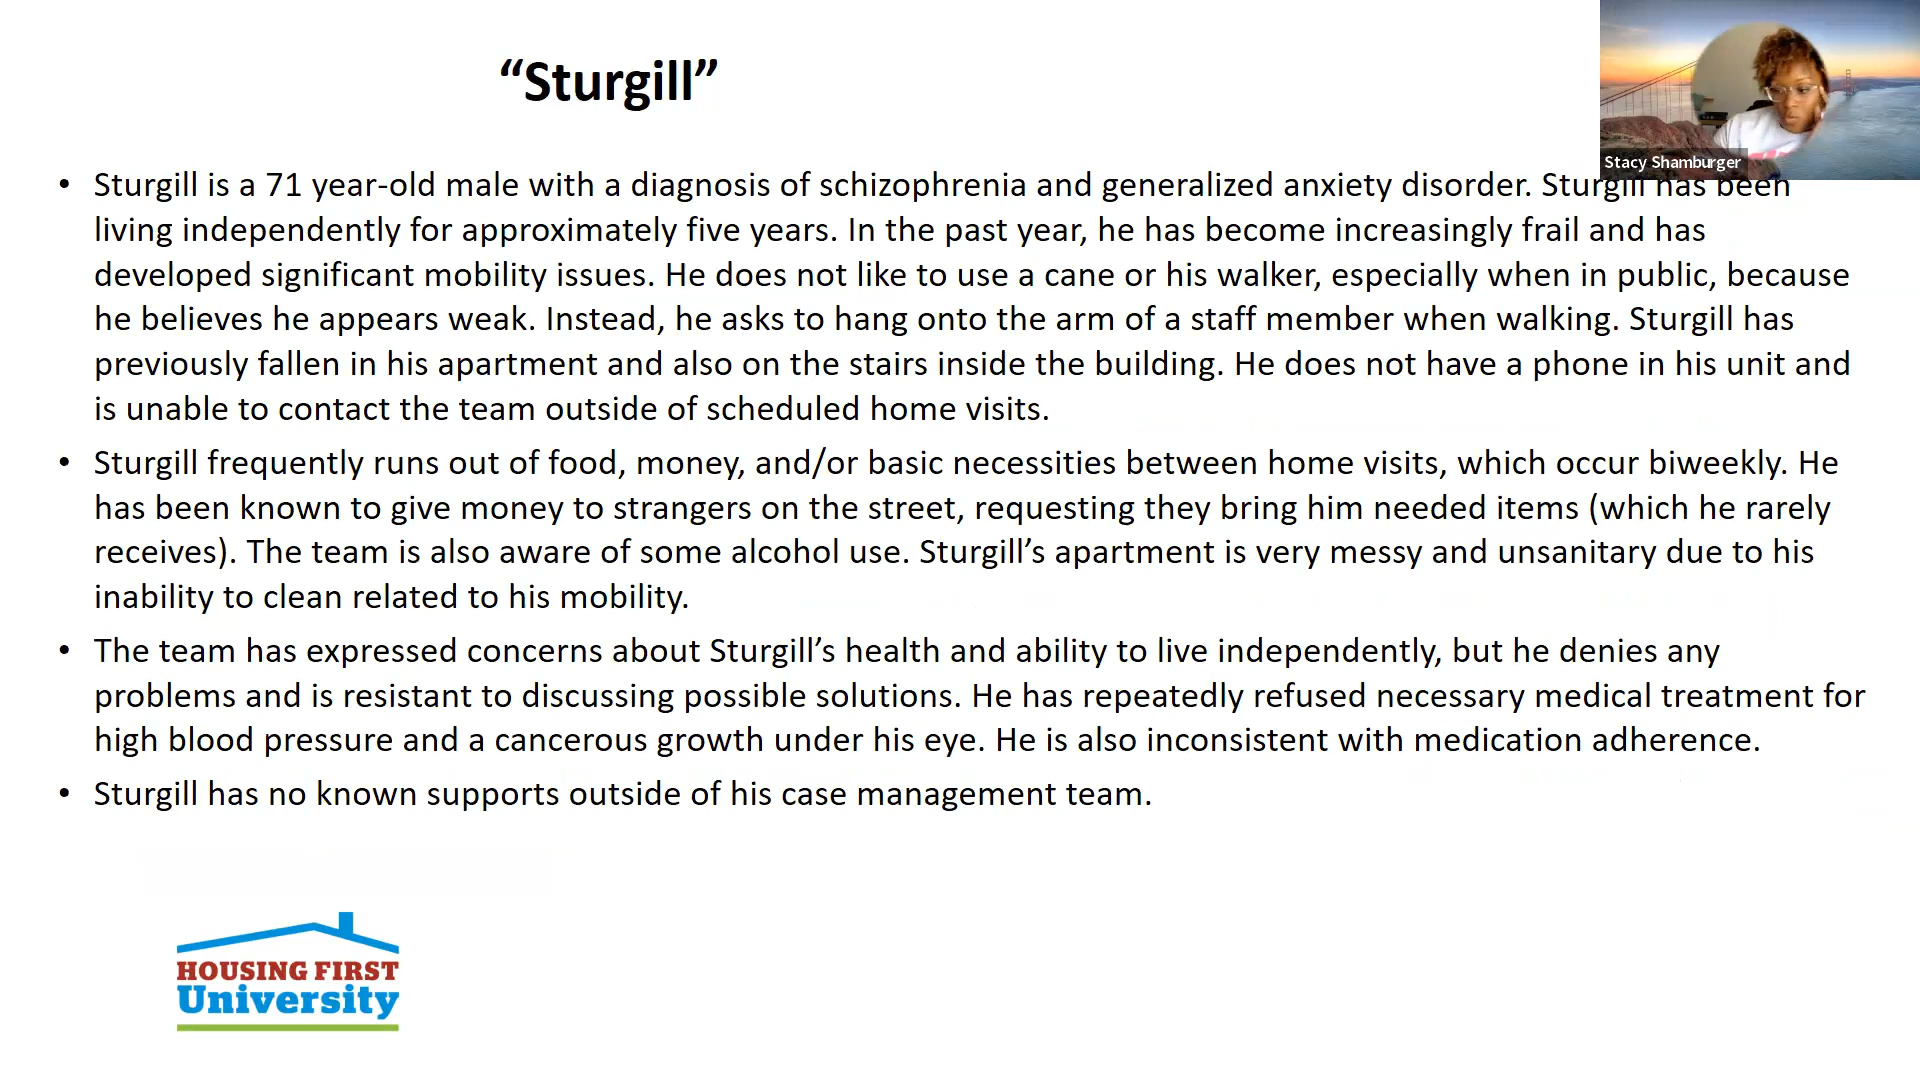 “Sturgill”
Stacy Shamburger
• Sturgill is a 71 year-old male with a diagnosis of schizophrenia and generalized anxiety disorder. Sturgill has been
living independently for approximately five years. In the past year, he has become increasingly frail and has
developed significant mobility issues. He does not like to use a cane or his walker, especially when in public, because
he believes he appears weak. Instead, he asks to hang onto the arm of a staff member when walking. Sturgill has
previously fallen in his apartment and also on the stairs inside the building. He does not have a phone in his unit and
is unable to contact the team outside of scheduled home visits.
• Sturgill frequently runs out of food, money, and/or basic necessities between home visits, which occur biweekly. He
has been known to give money to strangers on the street, requesting they bring him needed items (which he rarely
receives). The team is also aware of some alcohol use. Sturgill’s apartment is very messy and unsanitary due to his
inability to clean related to his mobility.
• The team has expressed concerns about Sturgill’s health and ability to live independently, but he denies any
problems and is resistant to discussing possible solutions. He has repeatedly refused necessary medical treatment for
high blood pressure and a cancerous growth under his eye. He is also inconsistent with medication adherence.
• Sturgill has no known supports outside of his case management team.
HOUSING FIRST
University